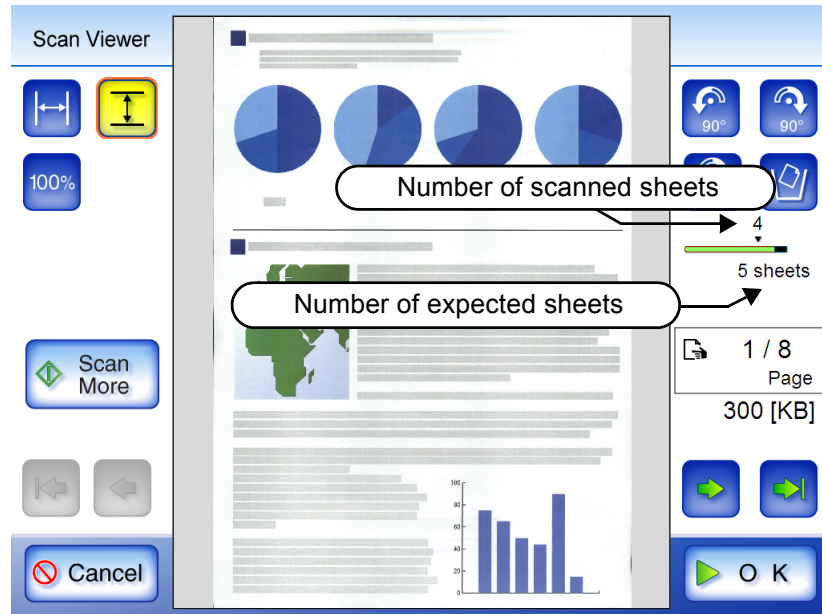 Scan Viewer
90°
90°
100%
Number of scanned sheets
4
5 sheets
Number of expected sheets
Scan
More
1 / 8
Page
300 [KB]
100
80
60
40
20
0
Cancel
O K